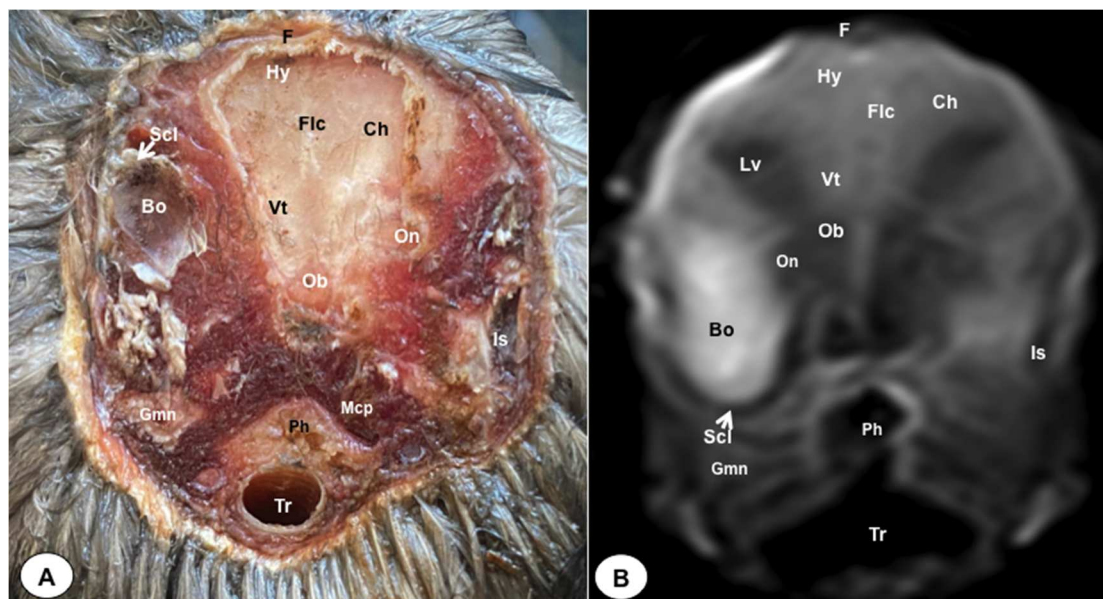 F
Hy
Flc
Ch
Scl
Bo
Vt
On
Ob
Is
Gmn
Mcp
Ph
Tr
A
F
Hy
Flc
Ch
Lv
Vt
Ob
On
Bo
Is
Scl
Ph
Gmn
Tr
B